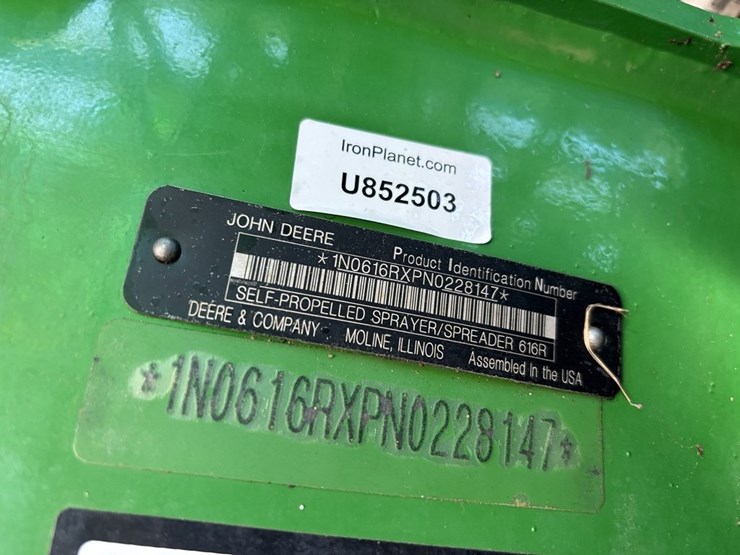 IronPlanet.com
U852503
JOHN DEERE
Product Identification Number
*1N0616RXPN0228147*
SELF-PROPELLED SPRAYER/SPREADER 616R
DEERE & COMPANY MOLINE, ILLINOIS Assembled In the USA
*1N0616RXPN0228147*